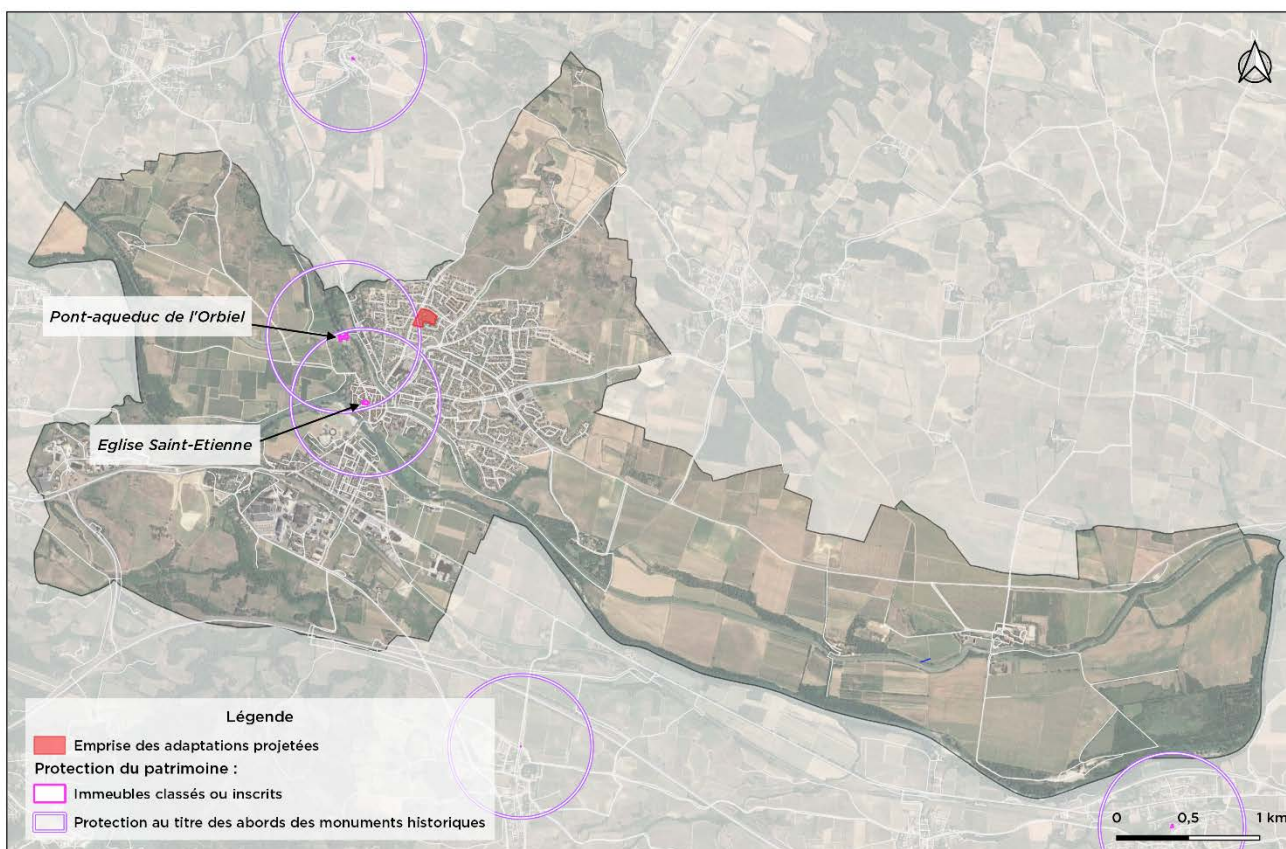 Pont-aqueduc de l'Orbiel
Eglise Saint-Etienne
Légende
Emprise des adaptations projetées
Protection du patrimoine :
Immeubles classés ou inscrits
Protection au titre des abords des monuments historiques
0 0,5 1 km